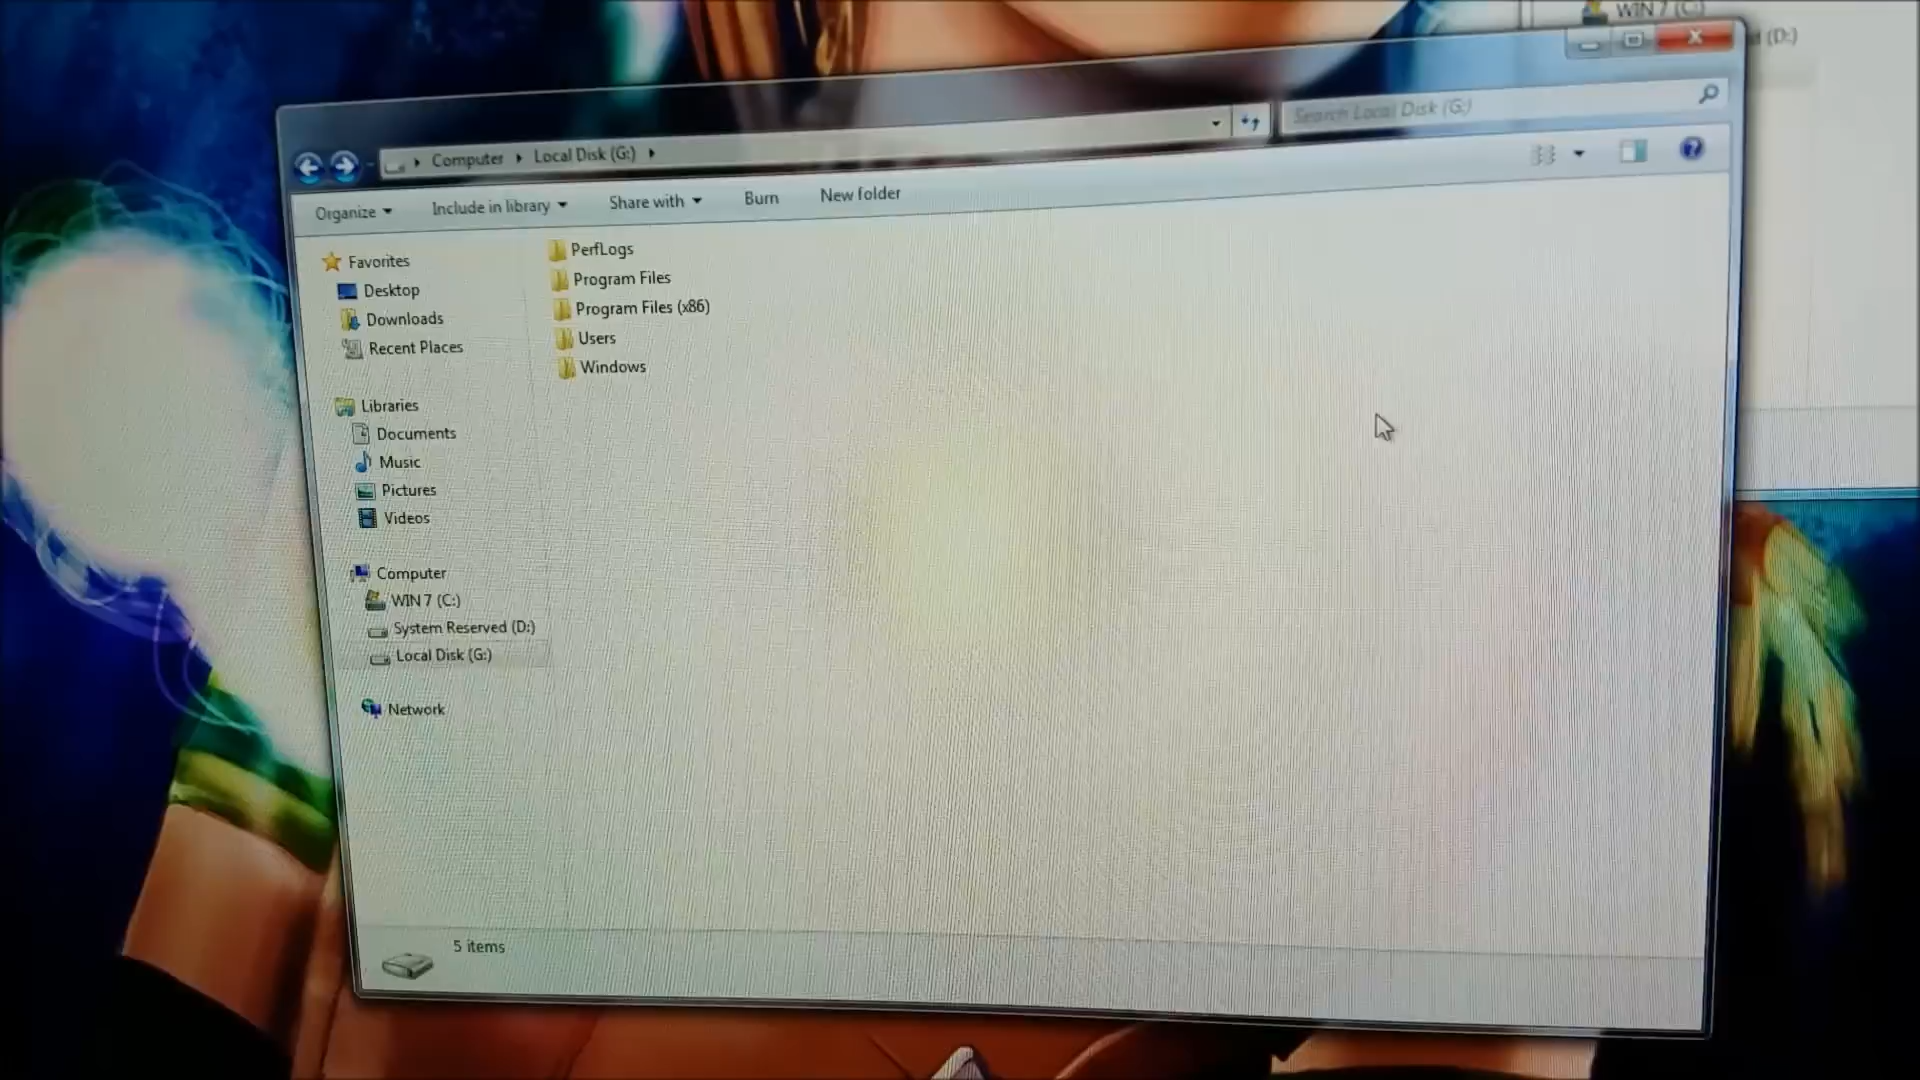 WIN 7 (C:)
d (D:)
Search Local Disk (G:)
Computer Local Disk (G:)
Organize Include in library Share with Burn New folder
Favorites
Desktop
Downloads
Recent Places
Libraries
Documents
Music
Pictures
Videos
Computer
WIN 7 (C:)
System Reserved (D:)
Local Disk (G:)
Network
PerfLogs
Program Files
Program Files (x86)
Users
Windows
5 items